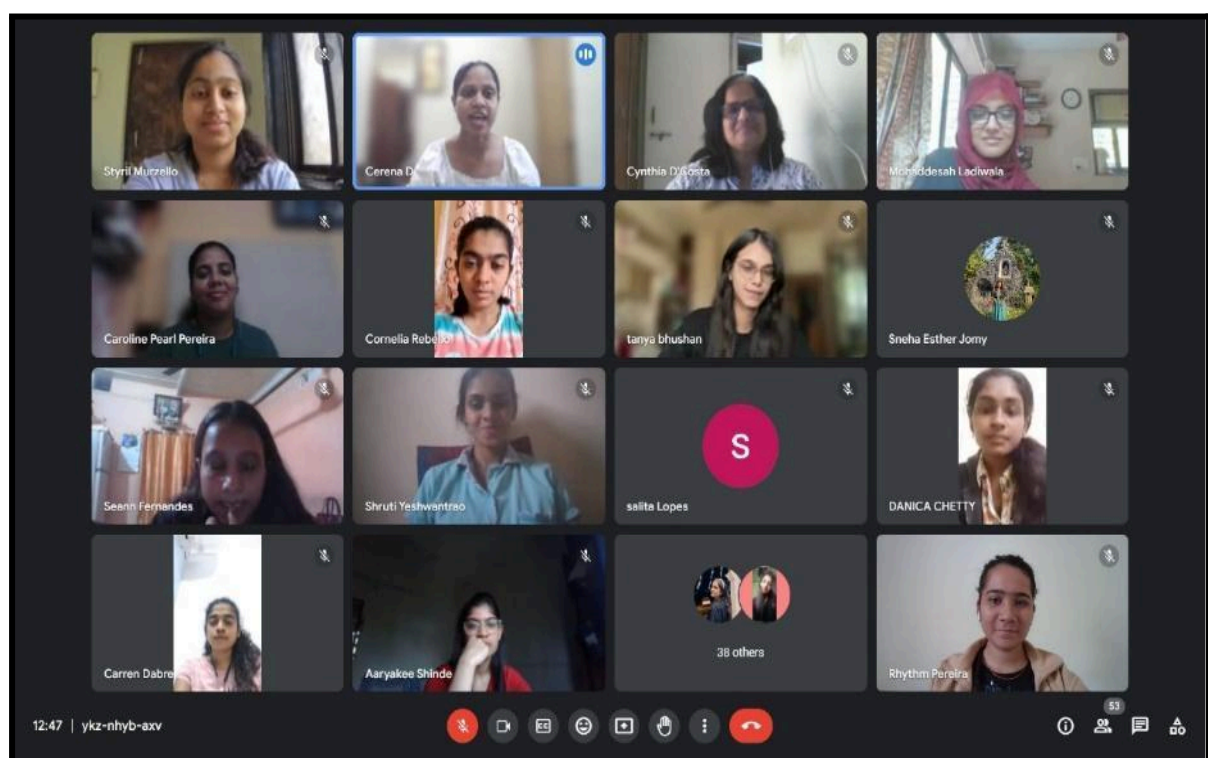 Styril Murzello
Cerena D'
Cynthia D'Costa
Mohaddesah Ladiwala
Caroline Pearl Pereira
Cornelia Rebello
tanya bhushan
Sneha Esther Jomy
Seann Fernandes
Shruti Yeshwantrao
S
salita Lopes
DANICA CHETTY
Carren Dabre
Aaryakee Shinde
38 others
Rhythm Pereira
53
12:47 | ykz-nhyb-axv
CC